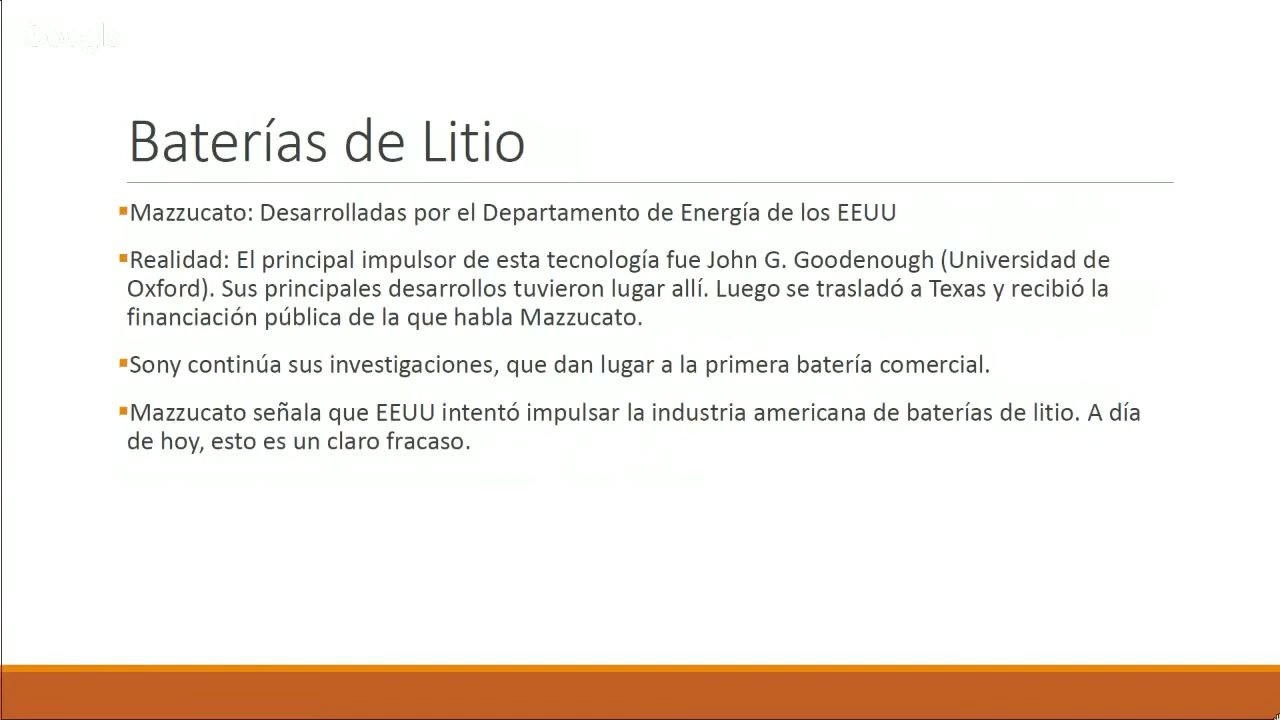 Google
Baterías de Litio
▪Mazzucato: Desarrolladas por el Departamento de Energía de los EEUU
▪Realidad: El principal impulsor de esta tecnología fue John G. Goodenough (Universidad de
Oxford). Sus principales desarrollos tuvieron lugar allí. Luego se trasladó a Texas y recibió la
financiación pública de la que habla Mazzucato.
▪Sony continúa sus investigaciones, que dan lugar a la primera batería comercial.
▪Mazzucato señala que EEUU intentó impulsar la industria americana de baterías de litio. A día
de hoy, esto es un claro fracaso.